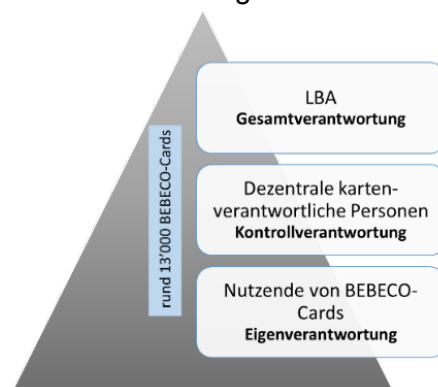 rund 13'000 BEBECO-Cards
LBA
Gesamtverantwortung
Dezentrale karten-
verantwortliche Personen
Kontrollverantwortung
Nutzende von BEBECO-
Cards
Eigenverantwortung